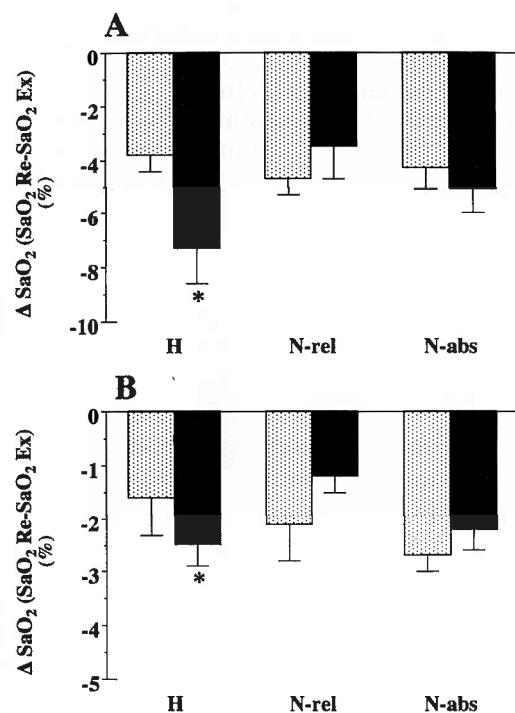 A
0
-2
-4
-6
-8
-10
Δ SaO₂ (SaO₂ Re-SaO₂ Ex)
(%)
*
H N-rel N-abs
B
0
-1
-2
-3
-4
-5
Δ SaO₂ (SaO₂ Re-SaO₂ Ex)
(%)
*
H N-rel N-abs